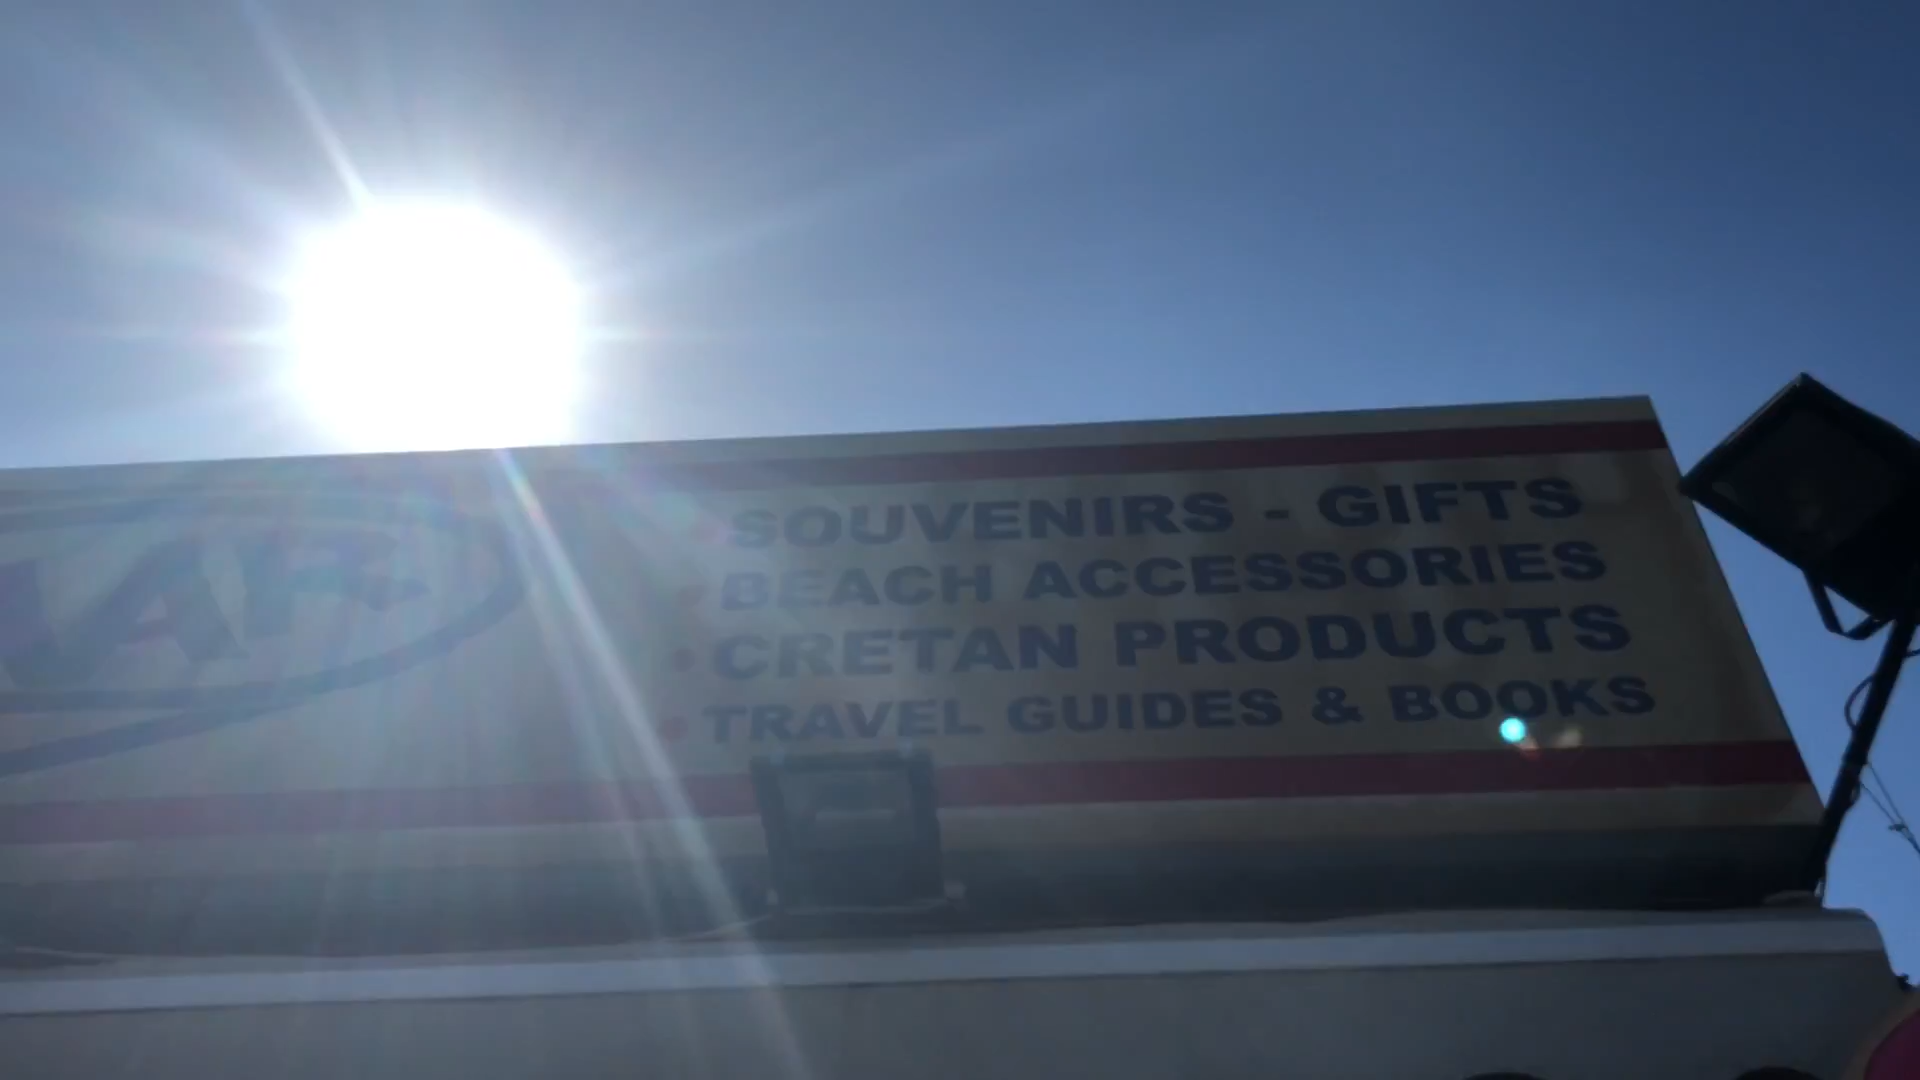 SOUVENIRS - GIFTS
BEACH ACCESSORIES
• CRETAN PRODUCTS
• TRAVEL GUIDES & BOOKS